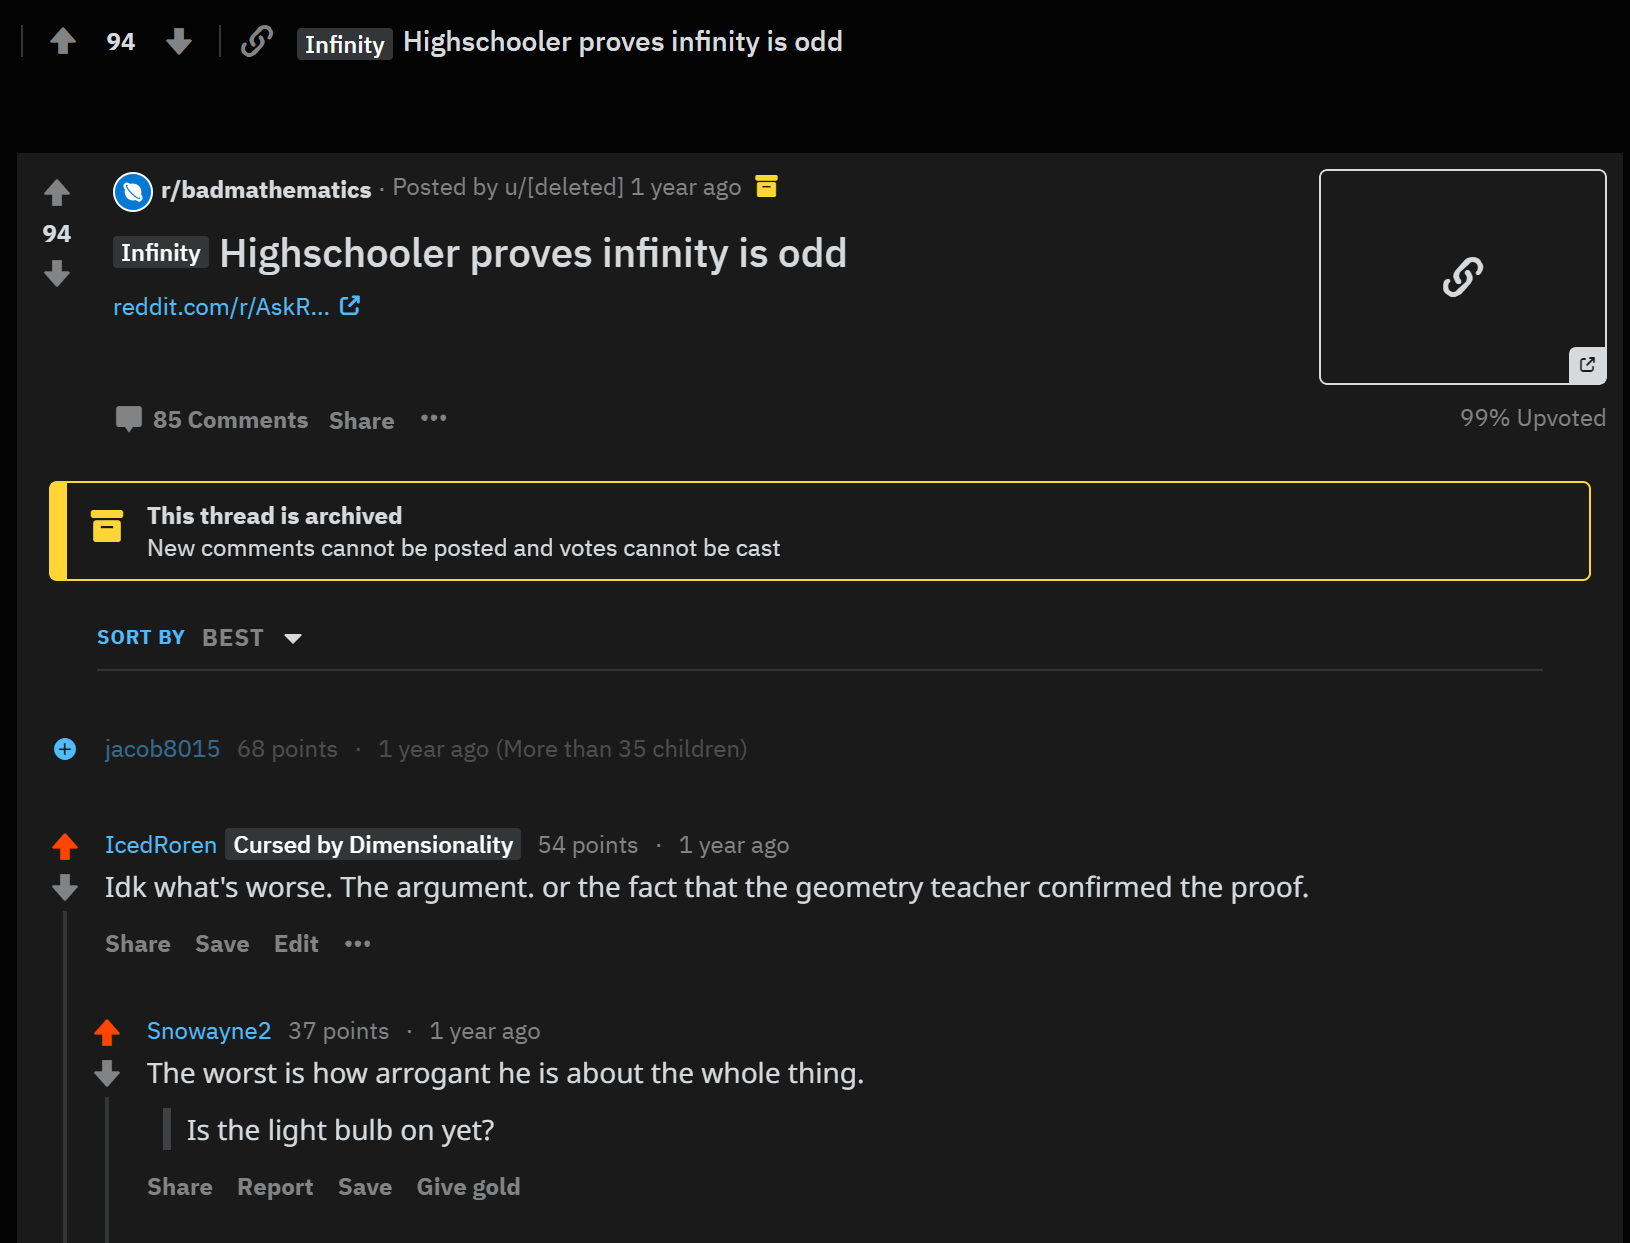 94 Infinity Highschooler proves infinity is odd
r/badmathematics · Posted by u/[deleted] 1 year ago
94
Infinity Highschooler proves infinity is odd
reddit.com/r/AskR...
85 Comments Share ···
99% Upvoted
This thread is archived
New comments cannot be posted and votes cannot be cast
SORT BY BEST
jacob8015 68 points · 1 year ago (More than 35 children)
IcedRoren Cursed by Dimensionality 54 points · 1 year ago
Idk what's worse. The argument. or the fact that the geometry teacher confirmed the proof.
Share Save Edit ···
Snowayne2 37 points · 1 year ago
The worst is how arrogant he is about the whole thing.
Is the light bulb on yet?
Share Report Save Give gold